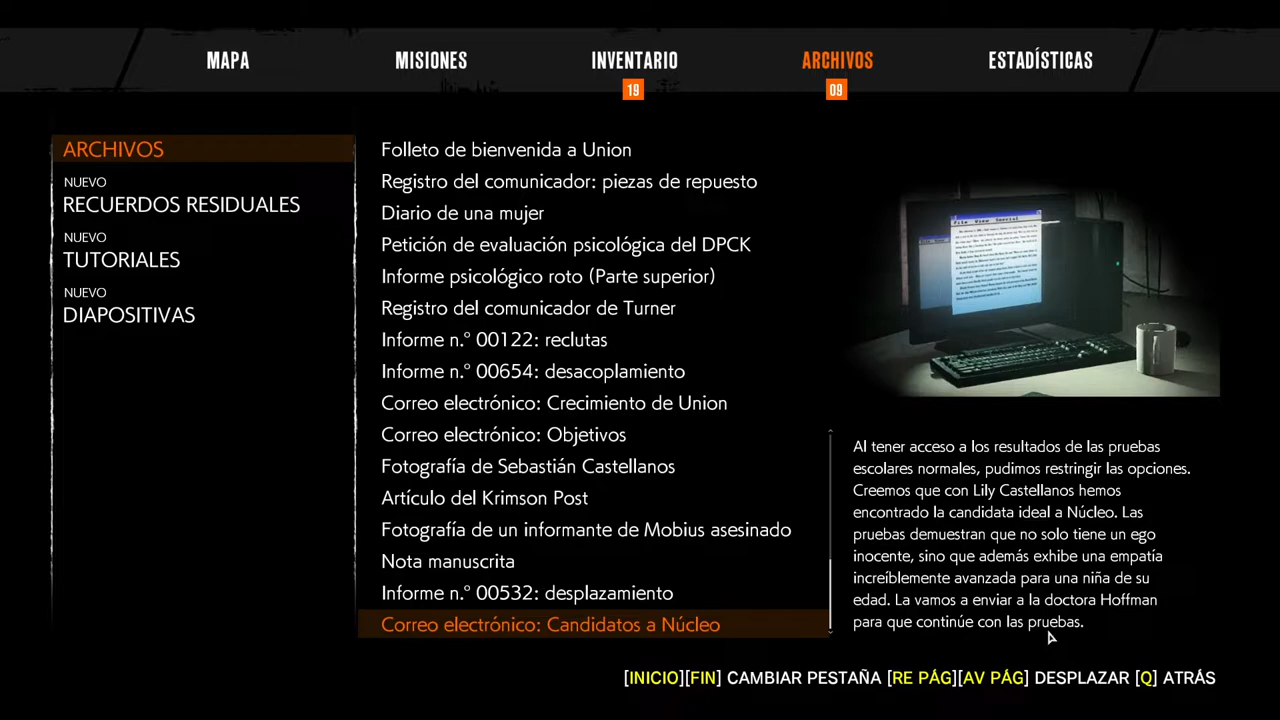 MAPA
MISIONES
INVENTARIO
ARCHIVOS
ESTADÍSTICAS
19
09
ARCHIVOS
NUEVO
RECUERDOS RESIDUALES
NUEVO
TUTORIALES
NUEVO
DIAPOSITIVAS
Folleto de bienvenida a Union
Registro del comunicador: piezas de repuesto
Diario de una mujer
Petición de evaluación psicológica del DPCK
Informe psicológico roto (Parte superior)
Registro del comunicador de Turner
Informe n.º 00122: reclutas
Informe n.º 00654: desacoplamiento
Correo electrónico: Crecimiento de Union
Correo electrónico: Objetivos
Fotografía de Sebastián Castellanos
Artículo del Krimson Post
Fotografía de un informante de Mobius asesinado
Nota manuscrita
Informe n.º 00532: desplazamiento
Correo electrónico: Candidatos a Núcleo
File View Special
Al tener acceso a los resultados de las pruebas
escolares normales, pudimos restringir las opciones.
Creemos que con Lily Castellanos hemos
encontrado la candidata ideal a Núcleo. Las
pruebas demuestran que no solo tiene un ego
inocente, sino que además exhibe una empatía
increíblemente avanzada para una niña de su
edad. La vamos a enviar a la doctora Hoffman
para que continúe con las pruebas.
[INICIO][FIN] CAMBIAR PESTAÑA [RE PÁG][AV PÁG] DESPLAZAR [Q] ATRÁS